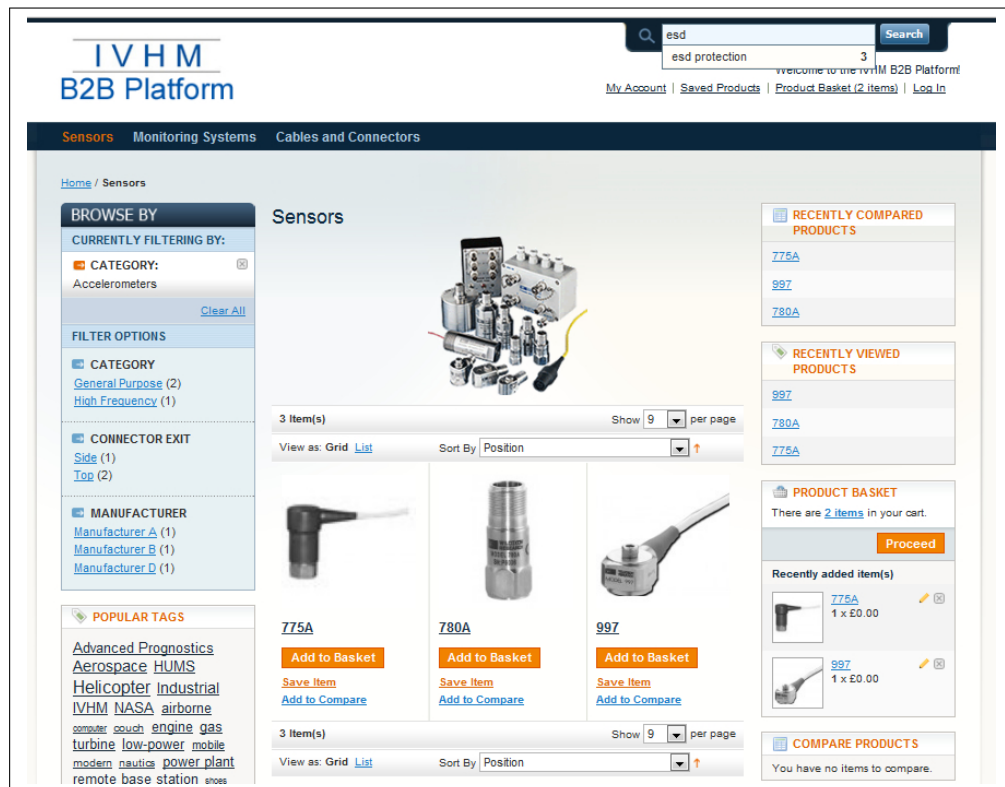 IVHM
B2B Platform
esd
Search
esd protection 3
Welcome to the IVHM B2B Platform!
My Account | Saved Products | Product Basket (2 items) | Log In
Sensors Monitoring Systems Cables and Connectors
Home / Sensors
BROWSE BY
CURRENTLY FILTERING BY:
CATEGORY:
Accelerometers
Clear All
FILTER OPTIONS
CATEGORY
General Purpose (2)
High Frequency (1)
CONNECTOR EXIT
Side (1)
Top (2)
MANUFACTURER
Manufacturer A (1)
Manufacturer B (1)
Manufacturer D (1)
POPULAR TAGS
Advanced Prognostics
Aerospace HUMS
Helicopter Industrial
IVHM NASA airborne
computer couch engine gas
turbine low-power mobile
modern nautics power plant
remote base station shoes
Sensors
3 Item(s) Show 9 per page
View as: Grid List Sort By Position
775A
Add to Basket
Save Item
Add to Compare
780A
Add to Basket
Save Item
Add to Compare
997
Add to Basket
Save Item
Add to Compare
3 Item(s) Show 9 per page
View as: Grid List Sort By Position
RECENTLY COMPARED
PRODUCTS
775A
997
780A
RECENTLY VIEWED
PRODUCTS
997
780A
775A
PRODUCT BASKET
There are 2 items in your cart.
Proceed
Recently added item(s)
775A
1 x £0.00
997
1 x £0.00
COMPARE PRODUCTS
You have no items to compare.